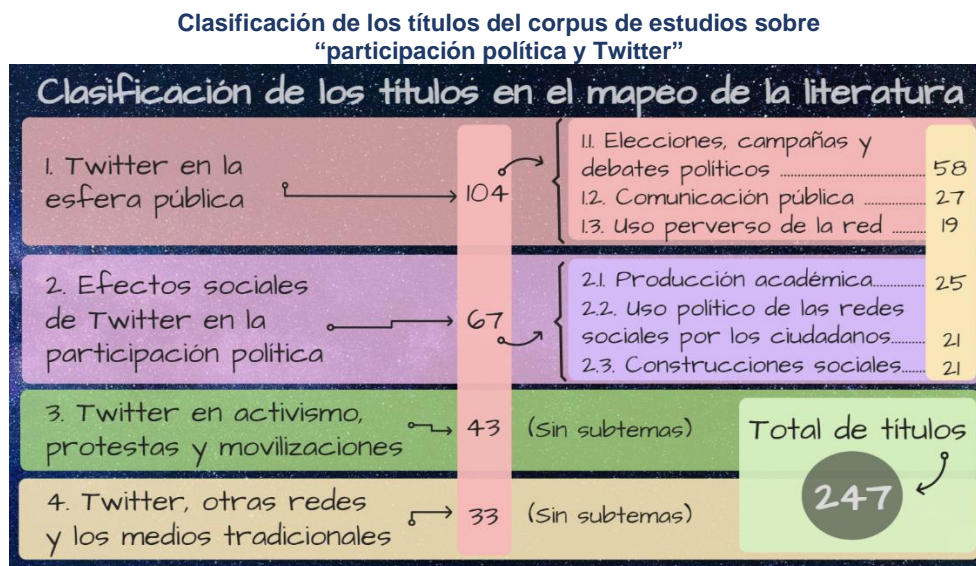 Clasificación de los títulos del corpus de estudios sobre
“participación política y Twitter”
Clasificación de los títulos en el mapeo de la literatura
1. Twitter en la
esfera pública
104
1.1. Elecciones, campañas y
debates políticos ........................ 58
1.2. Comunicación pública ........ 27
1.3. Uso perverso de la red ...... 19
2. Efectos sociales
de Twitter en la
participación política
67
2.1. Producción académica........ 25
2.2. Uso político de las redes
sociales por los ciudadanos...... 21
2.3. Construcciones sociales..... 21
3. Twitter en activismo,
protestas y movilizaciones
43 (Sin subtemas)
4. Twitter, otras redes
y los medios tradicionales
33 (Sin subtemas)
Total de títulos
247